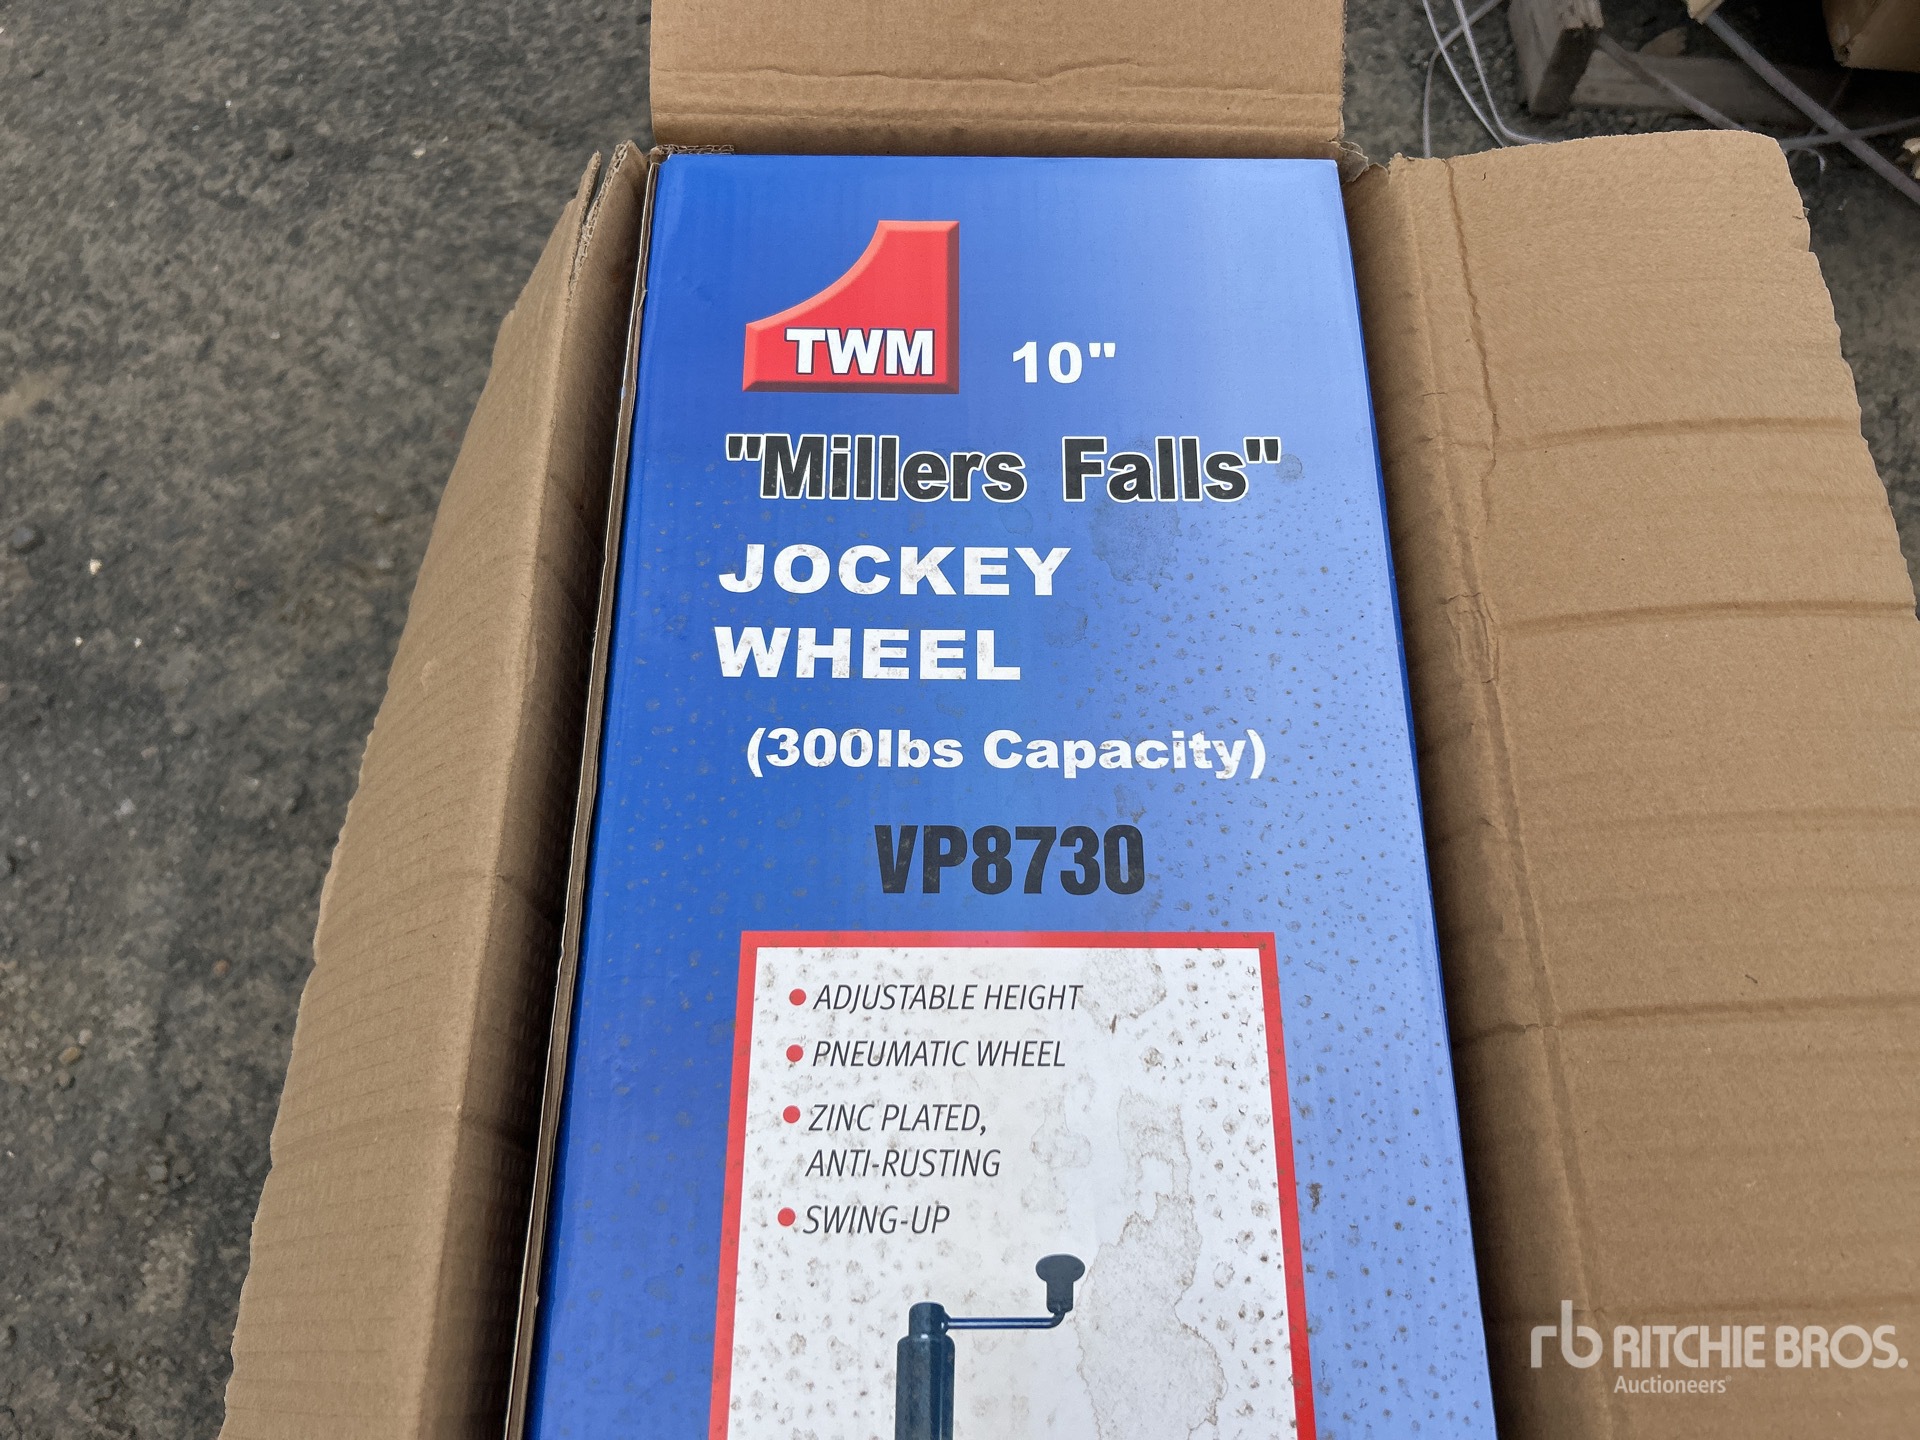 TWM 10"
"Millers Falls"
JOCKEY
WHEEL
(300lbs Capacity)
VP8730
• ADJUSTABLE HEIGHT
• PNEUMATIC WHEEL
• ZINC PLATED,
ANTI-RUSTING
• SWING-UP
rb RITCHIE BROS.
Auctioneers